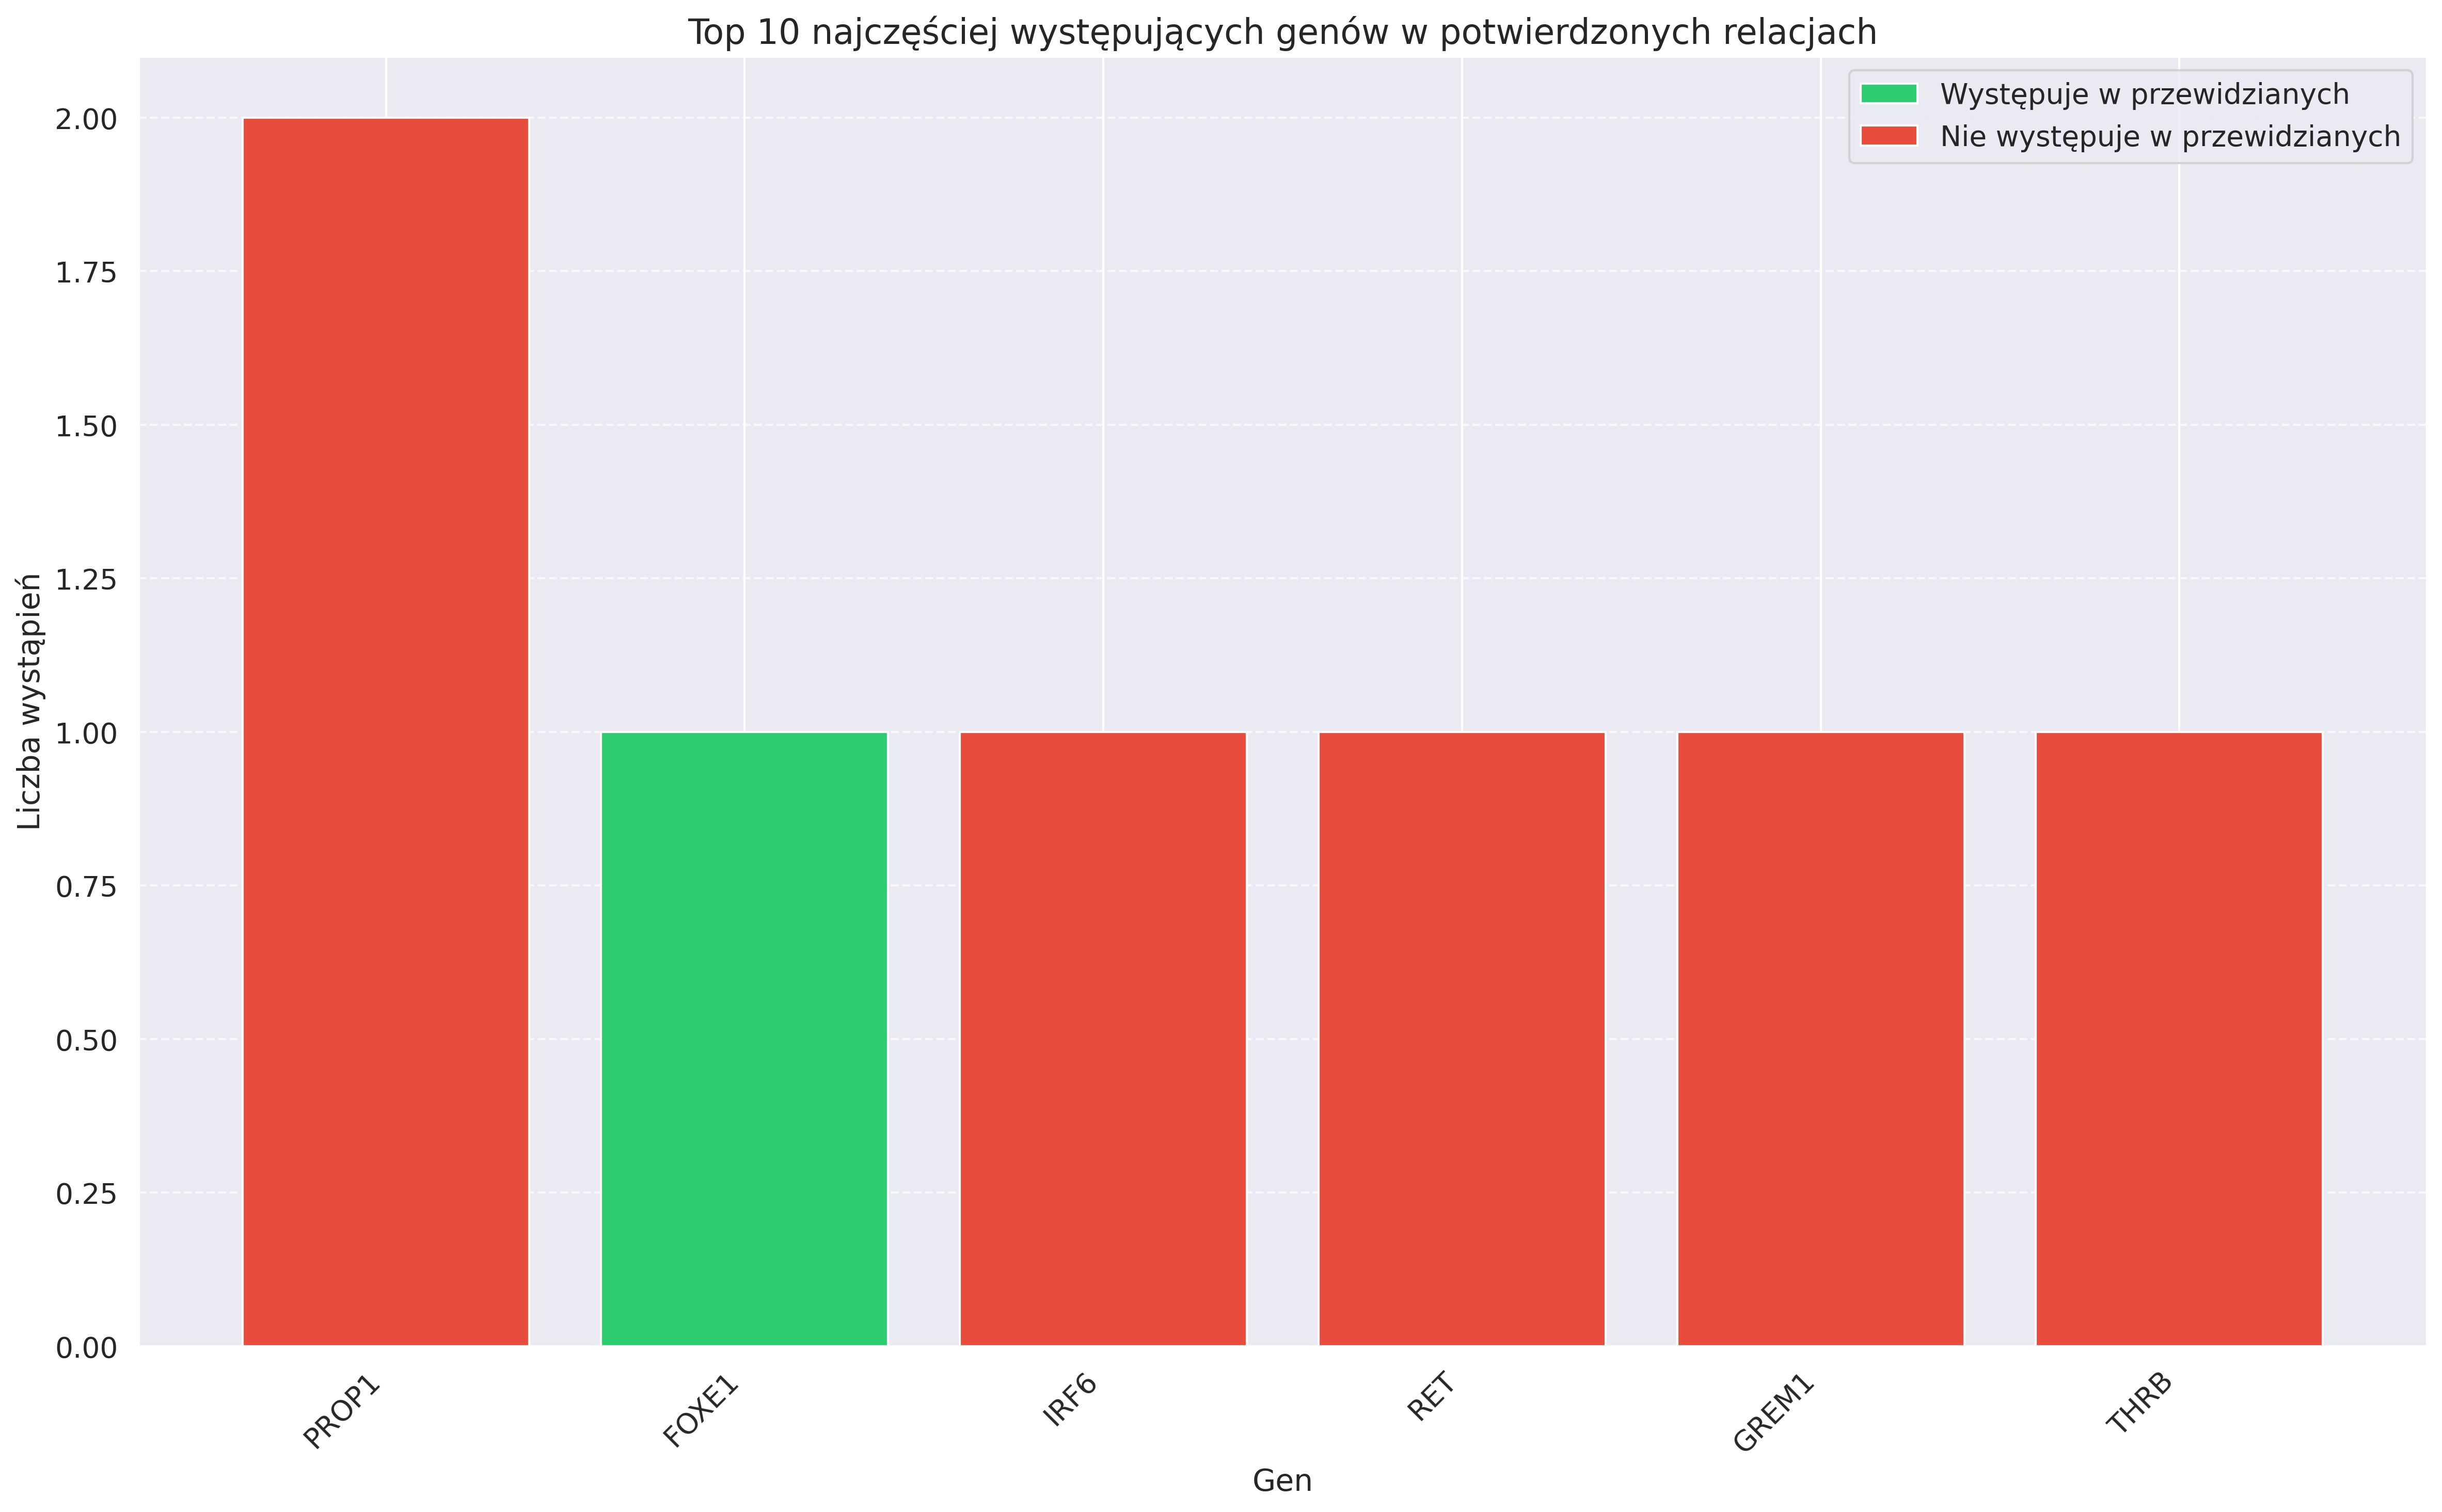 Top 10 najczęściej występujących genów w potwierdzonych relacjach
Występuje w przewidzianych
Nie występuje w przewidzianych
Liczba wystąpień
2.00
1.75
1.50
1.25
1.00
0.75
0.50
0.25
0.00
PROP1
FOXE1
IRF6
RET
GREM1
THRB
Gen